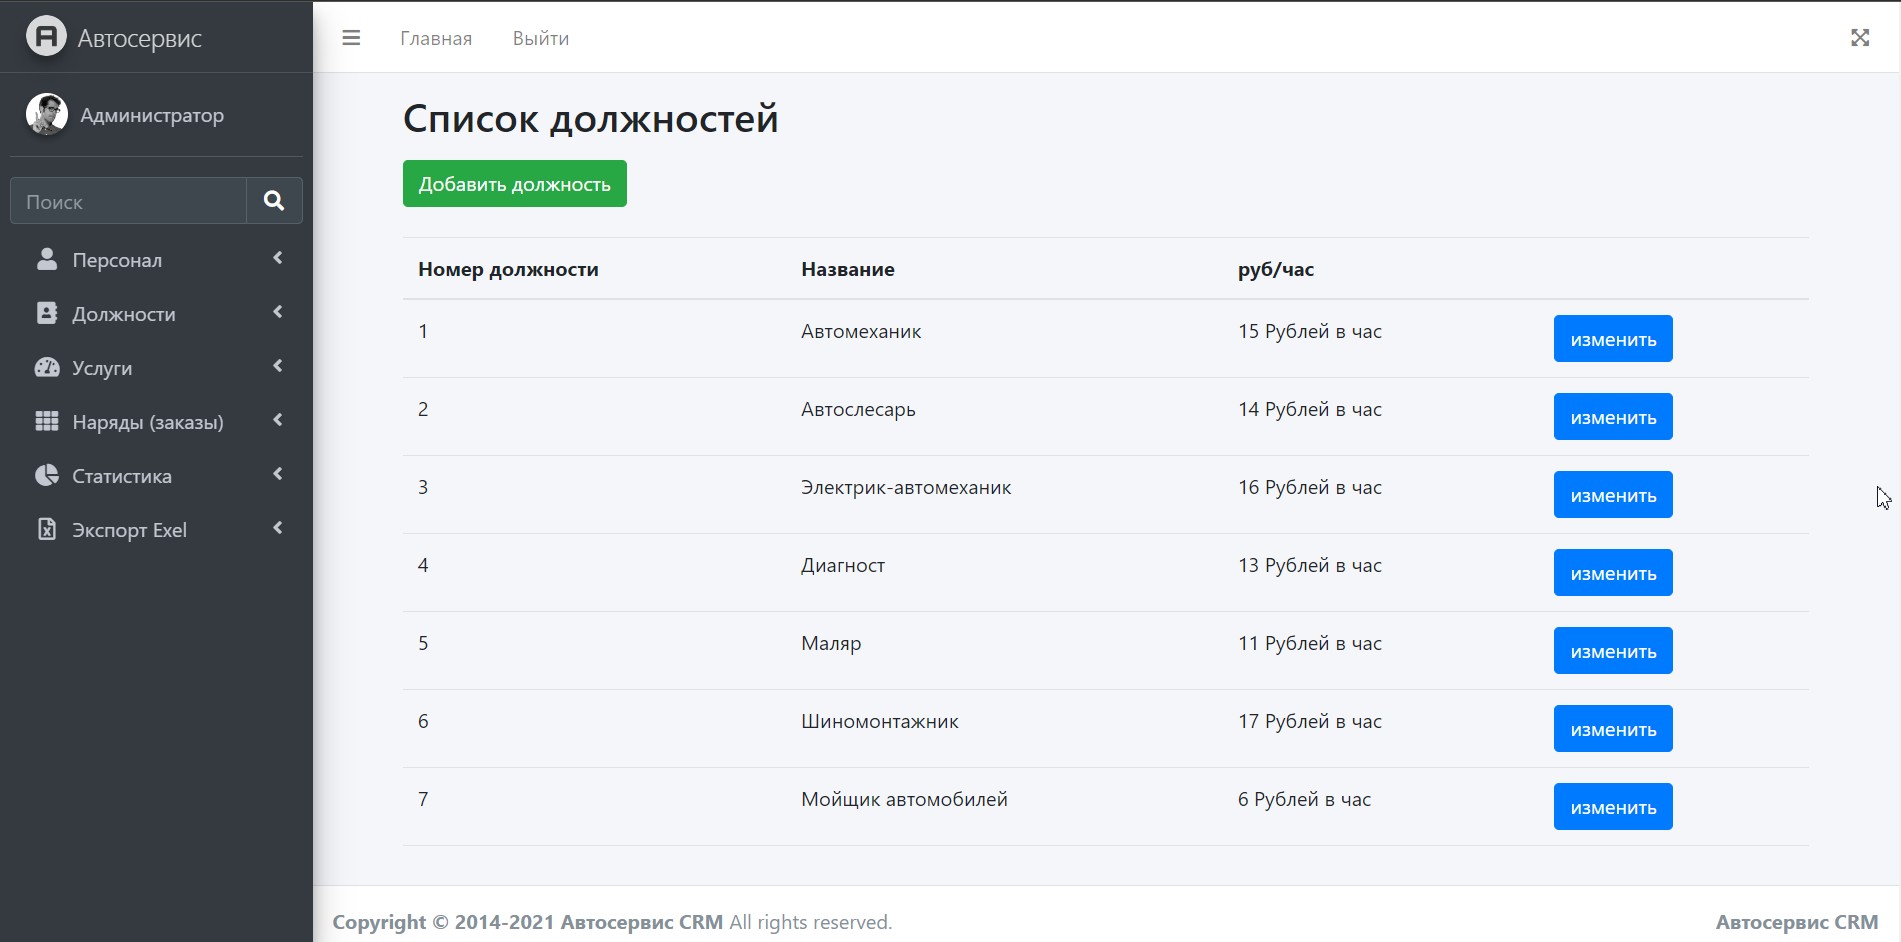 Автосервис
Главная Выйти
Администратор
Поиск
Персонал
Должности
Услуги
Наряды (заказы)
Статистика
Экспорт Exel
Список должностей
Добавить должность
Номер должности Название руб/час
1 Автомеханик 15 Рублей в час изменить
2 Автослесарь 14 Рублей в час изменить
3 Электрик-автомеханик 16 Рублей в час изменить
4 Диагност 13 Рублей в час изменить
5 Маляр 11 Рублей в час изменить
6 Шиномонтажник 17 Рублей в час изменить
7 Мойщик автомобилей 6 Рублей в час изменить
Copyright © 2014-2021 Автосервис CRM All rights reserved. Автосервис CRM